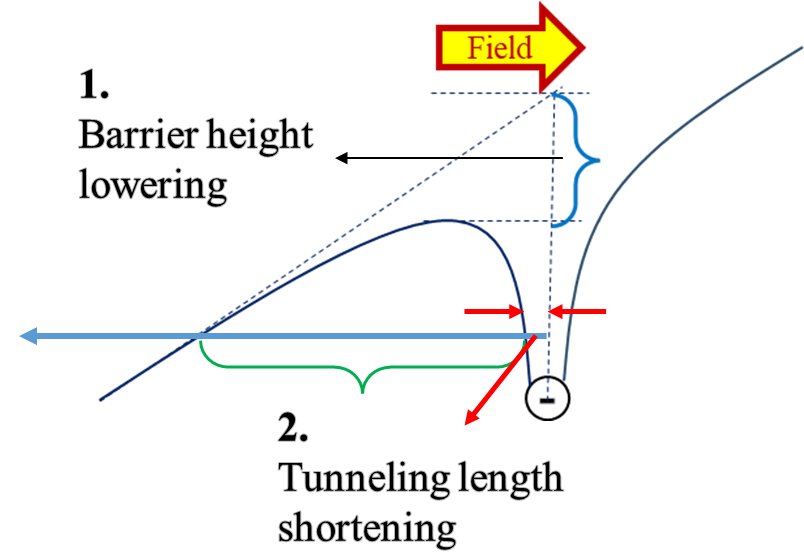 Field
1.
Barrier height
lowering
-
2.
Tunneling length
shortening